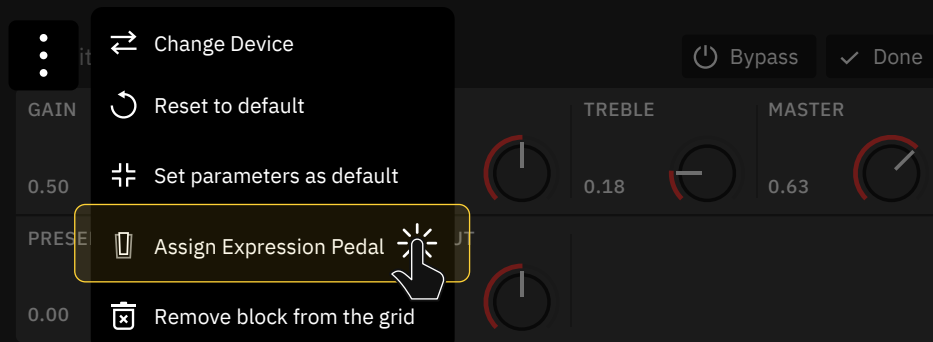 Change Device
Bypass
Done
Reset to default
GAIN
TREBLE
MASTER
Set parameters as default
0.50
0.18
0.63
Assign Expression Pedal
0.00
Remove block from the grid